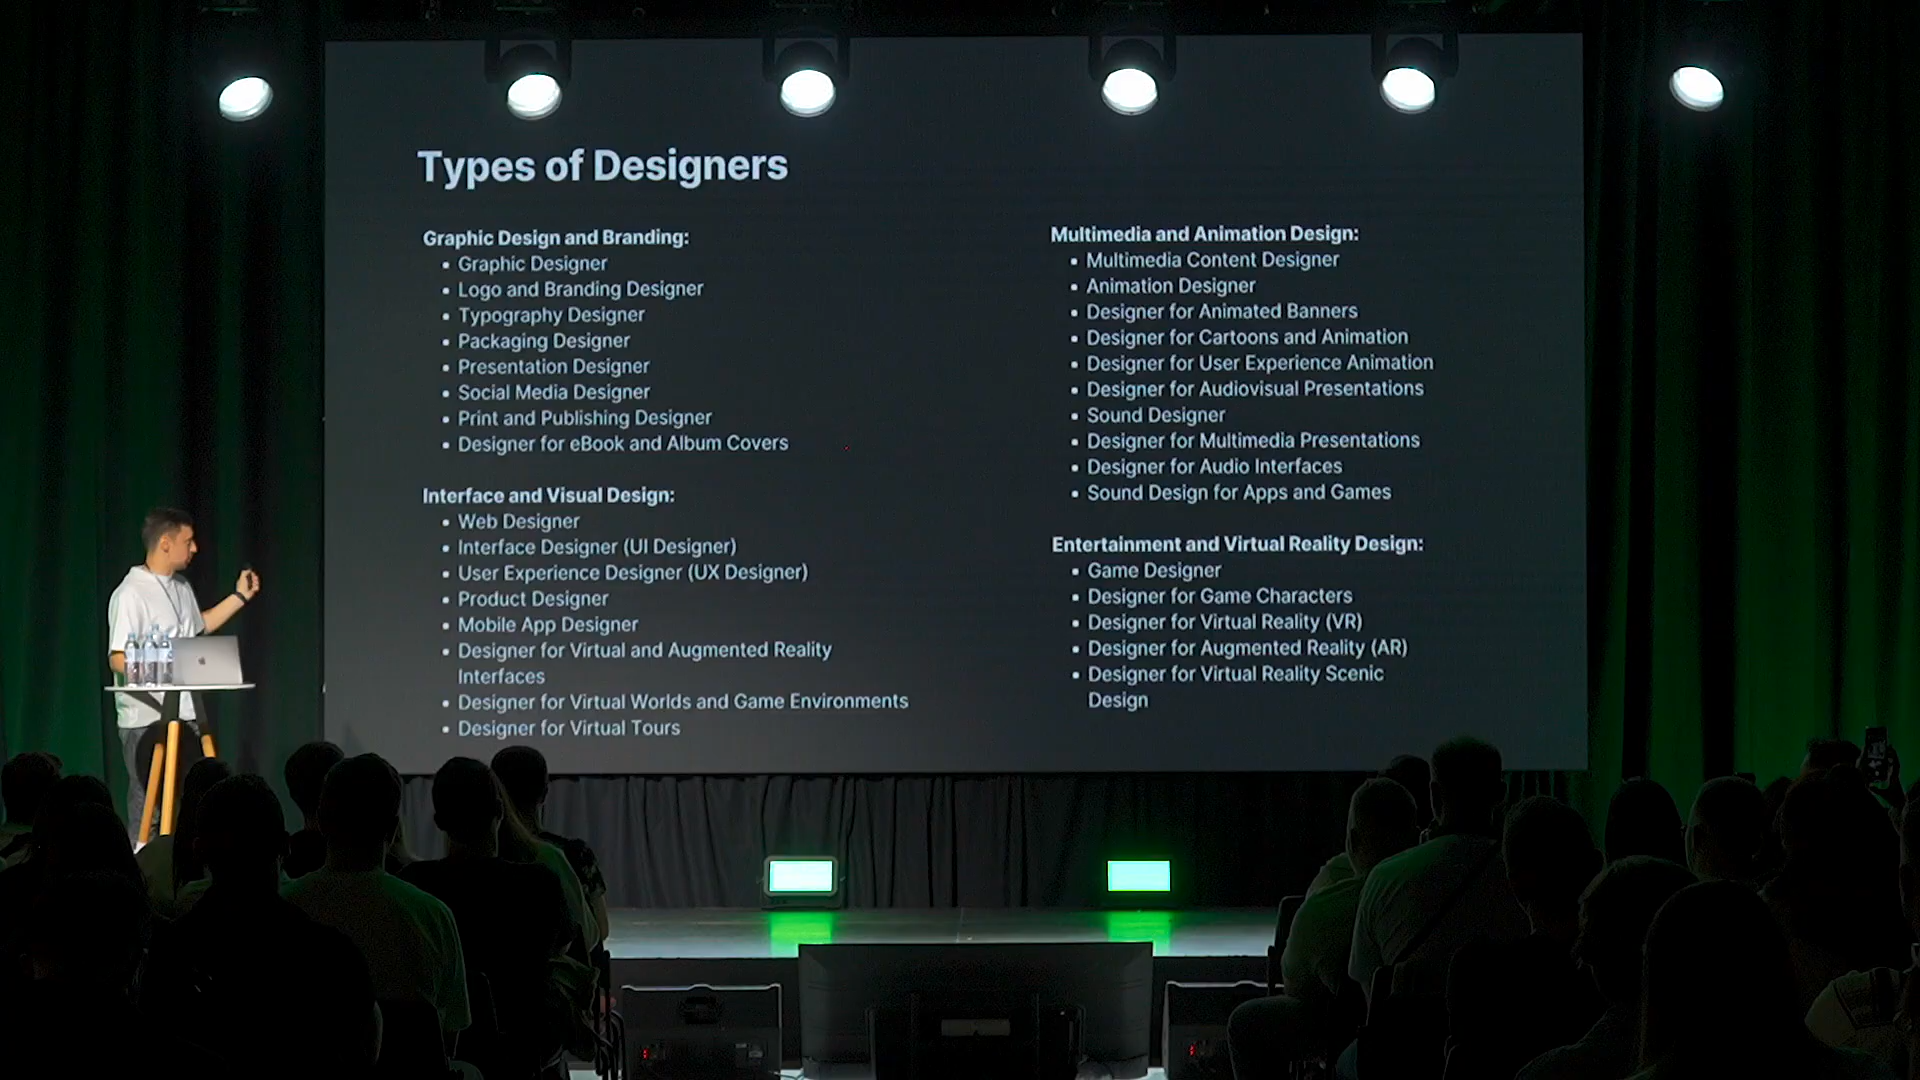 Types of Designers
Graphic Design and Branding:
• Graphic Designer
• Logo and Branding Designer
• Typography Designer
• Packaging Designer
• Presentation Designer
• Social Media Designer
• Print and Publishing Designer
• Designer for eBook and Album Covers
Interface and Visual Design:
• Web Designer
• Interface Designer (UI Designer)
• User Experience Designer (UX Designer)
• Product Designer
• Mobile App Designer
• Designer for Virtual and Augmented Reality
Interfaces
• Designer for Virtual Worlds and Game Environments
• Designer for Virtual Tours
Multimedia and Animation Design:
• Multimedia Content Designer
• Animation Designer
• Designer for Animated Banners
• Designer for Cartoons and Animation
• Designer for User Experience Animation
• Designer for Audiovisual Presentations
• Sound Designer
• Designer for Multimedia Presentations
• Designer for Audio Interfaces
• Sound Design for Apps and Games
Entertainment and Virtual Reality Design:
• Game Designer
• Designer for Game Characters
• Designer for Virtual Reality (VR)
• Designer for Augmented Reality (AR)
• Designer for Virtual Reality Scenic
Design